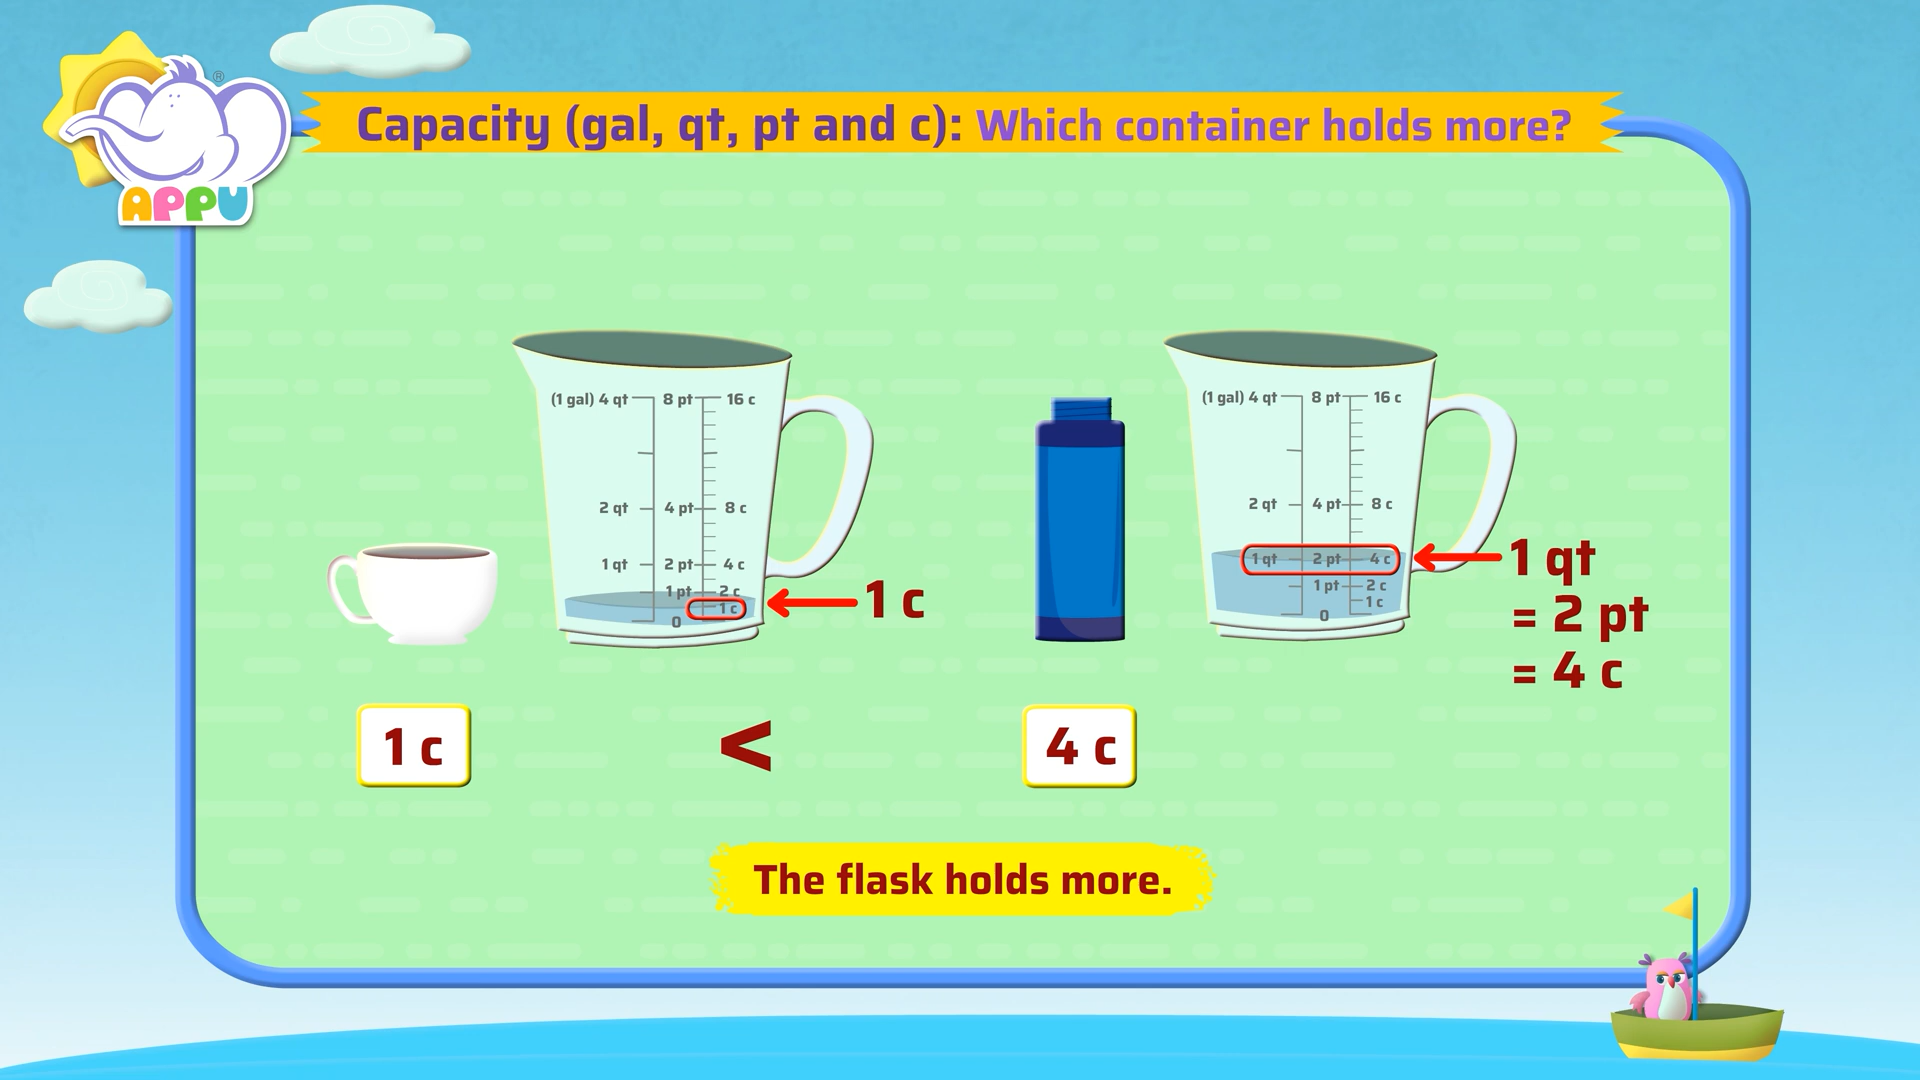 ®
APPU
Capacity (gal, qt, pt and c): Which container holds more?
(1 gal) 4 qt 8 pt 16 c
2 qt 4 pt 8 c
1 qt 2 pt 4 c
1 pt 2 c
1 c
0
1 c
(1 gal) 4 qt 8 pt 16 c
2 qt 4 pt 8 c
1 qt 2 pt 4 c
1 pt 2 c
1 c
0
1 qt
= 2 pt
= 4 c
1 c < 4 c
The flask holds more.